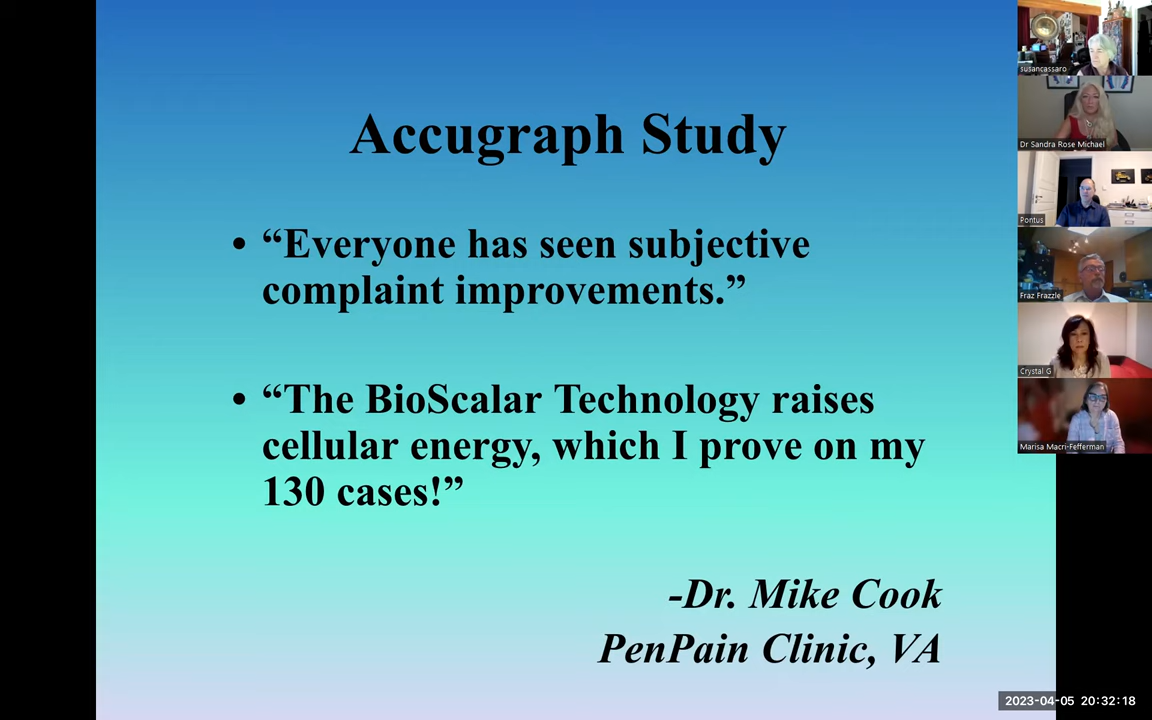 Accugraph Study
• “Everyone has seen subjective
complaint improvements.”
• “The BioScalar Technology raises
cellular energy, which I prove on my
130 cases!”
-Dr. Mike Cook
PenPain Clinic, VA
susancassaro
Dr Sandra Rose Michael
Pontus
Fraz Frazzle
Crystal G
Marisa Macri-Fefferman
2023-04-05 20:32:18